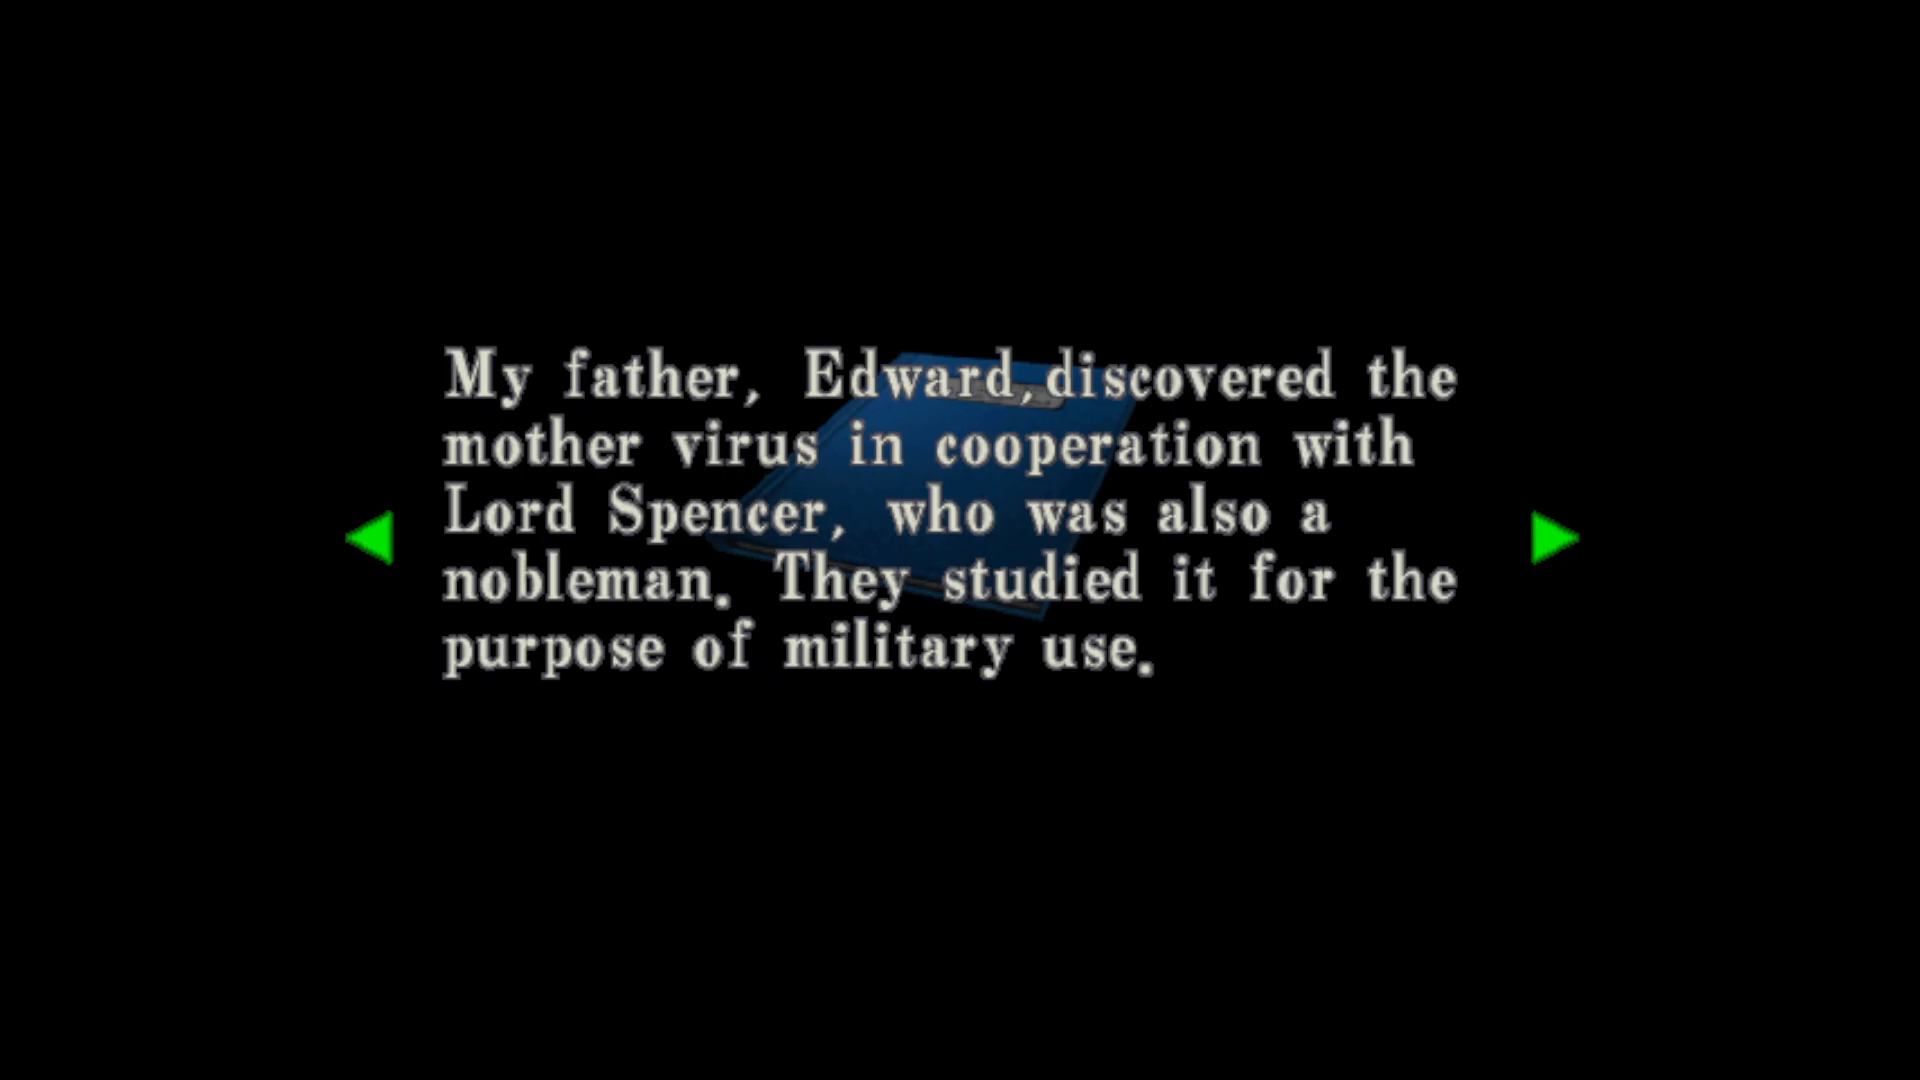 My father, Edward,discovered the
mother virus in cooperation with
Lord Spencer, who was also a
nobleman. They studied it for the
purpose of military use.